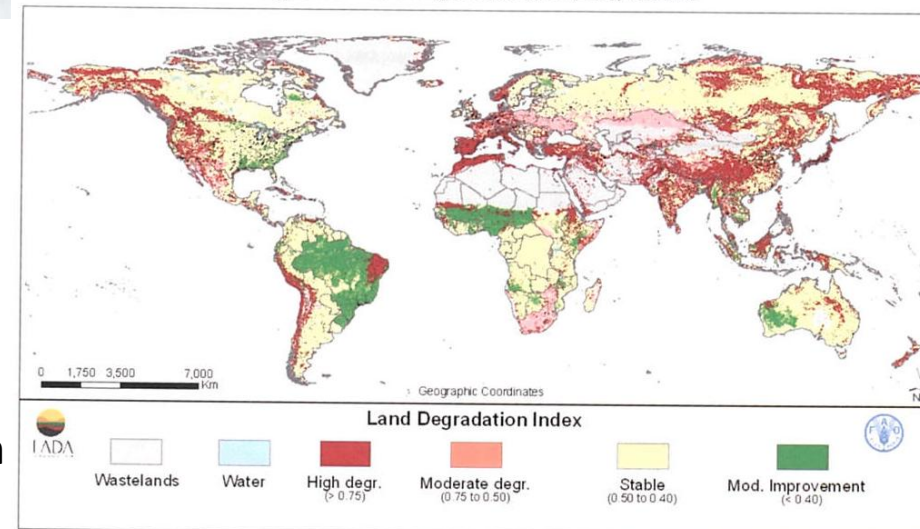 0 1,750 3,500 7,000
Km
Geographic Coordinates
Land Degradation Index
LADA
FAO
Wastelands
Water
High degr.
(> 0.75)
Moderate degr.
(0.75 to 0.50)
Stable
(0.50 to 0.40)
Mod. Improvement
(< 0.40)